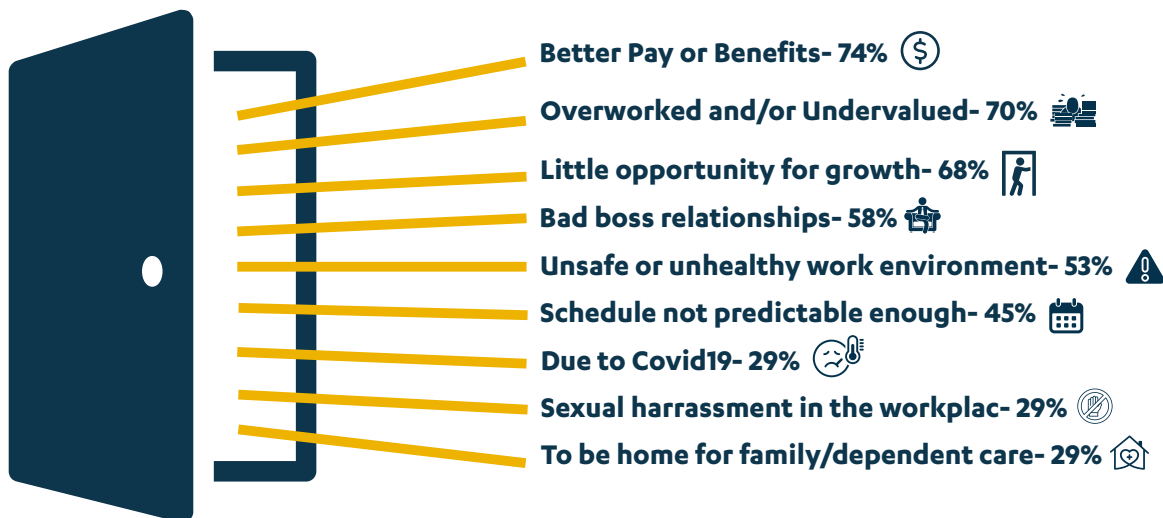 Better Pay or Benefits- 74%
Overworked and/or Undervalued- 70%
Little opportunity for growth- 68%
Bad boss relationships- 58%
Unsafe or unhealthy work environment- 53%
Schedule not predictable enough- 45%
Due to Covid19- 29%
Sexual harrassment in the workplac- 29%
To be home for family/dependent care- 29%